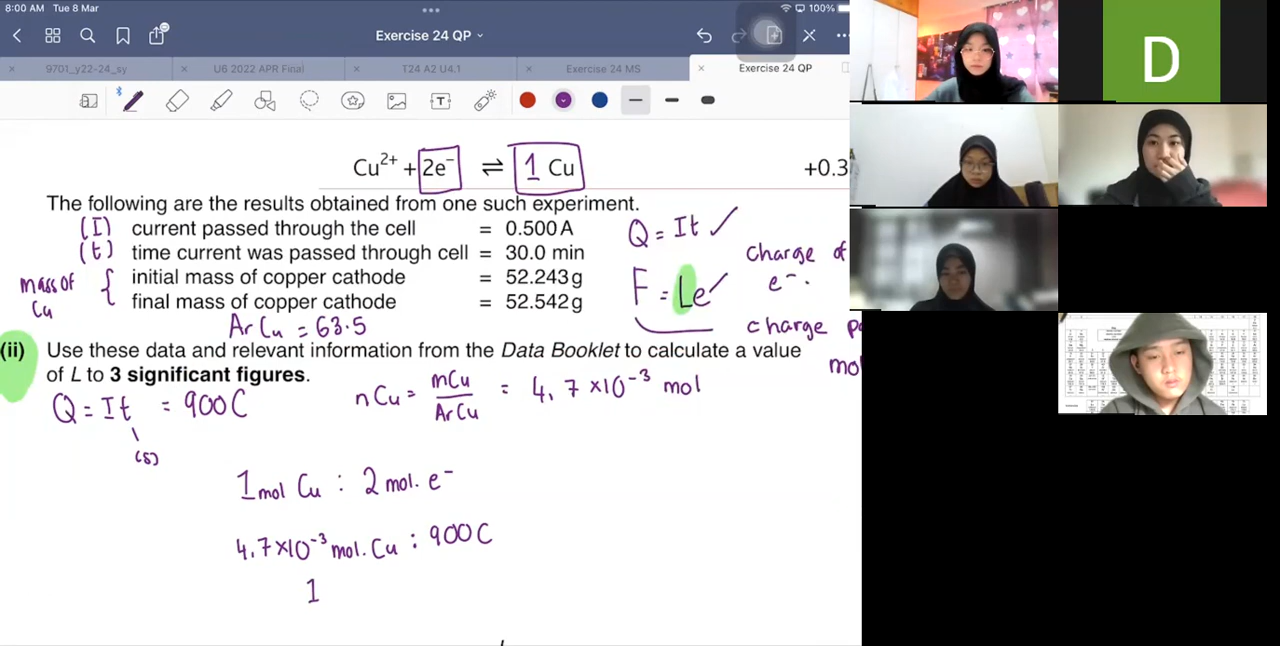 8:00 AM Tue 8 Mar
100%
Exercise 24 QP
9701_y22-24_sy
U6 2022 APR Final
T24 A2 U4.1
Exercise 24 MS
Exercise 24 QP
Cu²⁺ + 2e⁻ ⇌ 1 Cu +0.3
The following are the results obtained from one such experiment.
(I) current passed through the cell = 0.500 A
(t) time current was passed through cell = 30.0 min
initial mass of copper cathode = 52.243 g
final mass of copper cathode = 52.542 g
mass of Cu {
Ar Cu = 63.5
Q = It ✓
F = Le ✓
charge of
e⁻.
charge p
mol
(ii) Use these data and relevant information from the Data Booklet to calculate a value
of L to 3 significant figures.
Q = It = 900 C
(s)
nCu = mCu / Ar Cu = 4.7 ×10⁻³ mol
1 mol Cu : 2 mol. e⁻
4.7×10⁻³ mol. Cu : 900 C
1
D